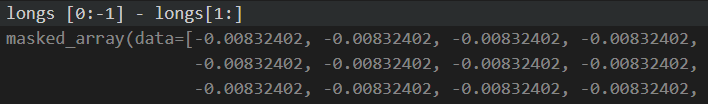 longs [0:-1] - longs[1:]
masked_array(data=[-0.00832402, -0.00832402, -0.00832402, -0.00832402,
-0.00832402, -0.00832402, -0.00832402, -0.00832402,
-0.00832402, -0.00832402, -0.00832402, -0.00832402,